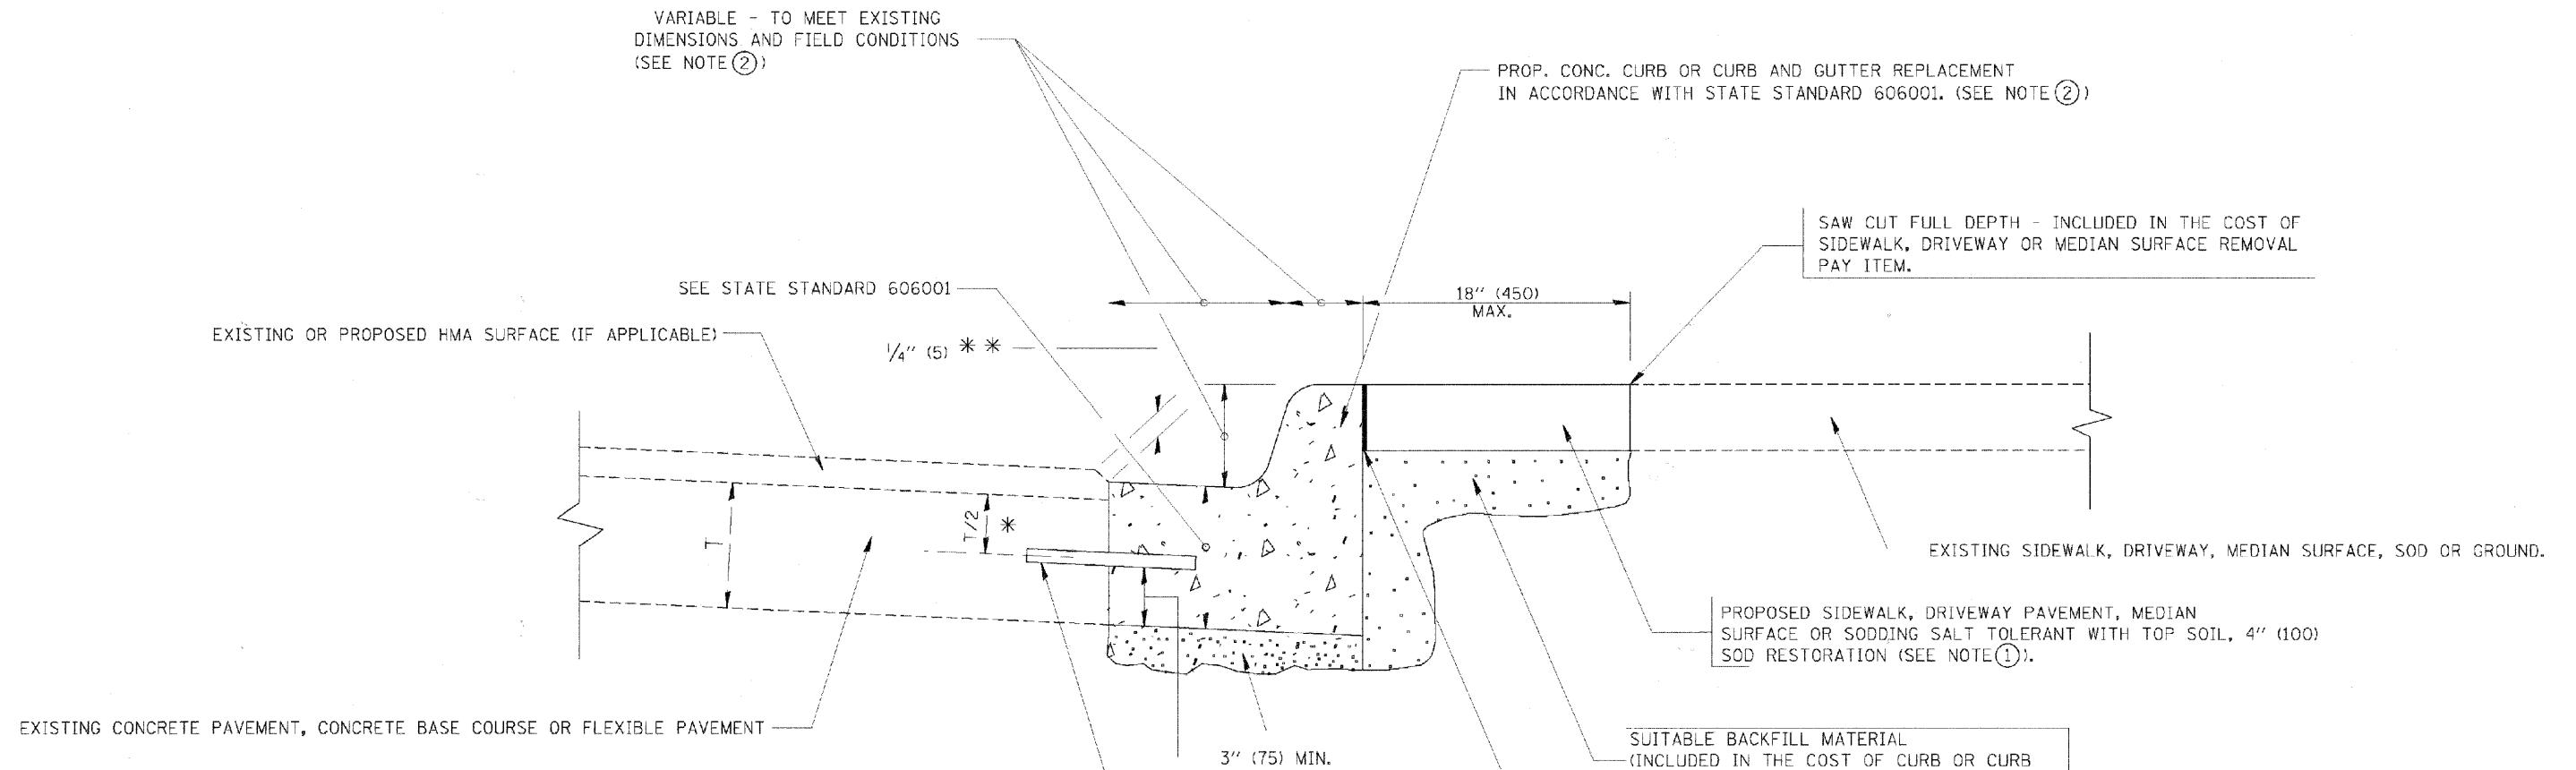 VARIABLE - TO MEET EXISTING
DIMENSIONS AND FIELD CONDITIONS
(SEE NOTE ②)
PROP. CONC. CURB OR CURB AND GUTTER REPLACEMENT
IN ACCORDANCE WITH STATE STANDARD 606001. (SEE NOTE ②)
SAW CUT FULL DEPTH - INCLUDED IN THE COST OF
SIDEWALK, DRIVEWAY OR MEDIAN SURFACE REMOVAL
PAY ITEM.
SEE STATE STANDARD 606001
18" (450)
MAX.
EXISTING OR PROPOSED HMA SURFACE (IF APPLICABLE)
1/4" (5) * *
T
T/2
*
EXISTING SIDEWALK, DRIVEWAY, MEDIAN SURFACE, SOD OR GROUND.
PROPOSED SIDEWALK, DRIVEWAY PAVEMENT, MEDIAN
SURFACE OR SODDING SALT TOLERANT WITH TOP SOIL, 4" (100)
SOD RESTORATION (SEE NOTE ①).
EXISTING CONCRETE PAVEMENT, CONCRETE BASE COURSE OR FLEXIBLE PAVEMENT
3" (75) MIN.
SUITABLE BACKFILL MATERIAL
(INCLUDED IN THE COST OF CURB OR CURB